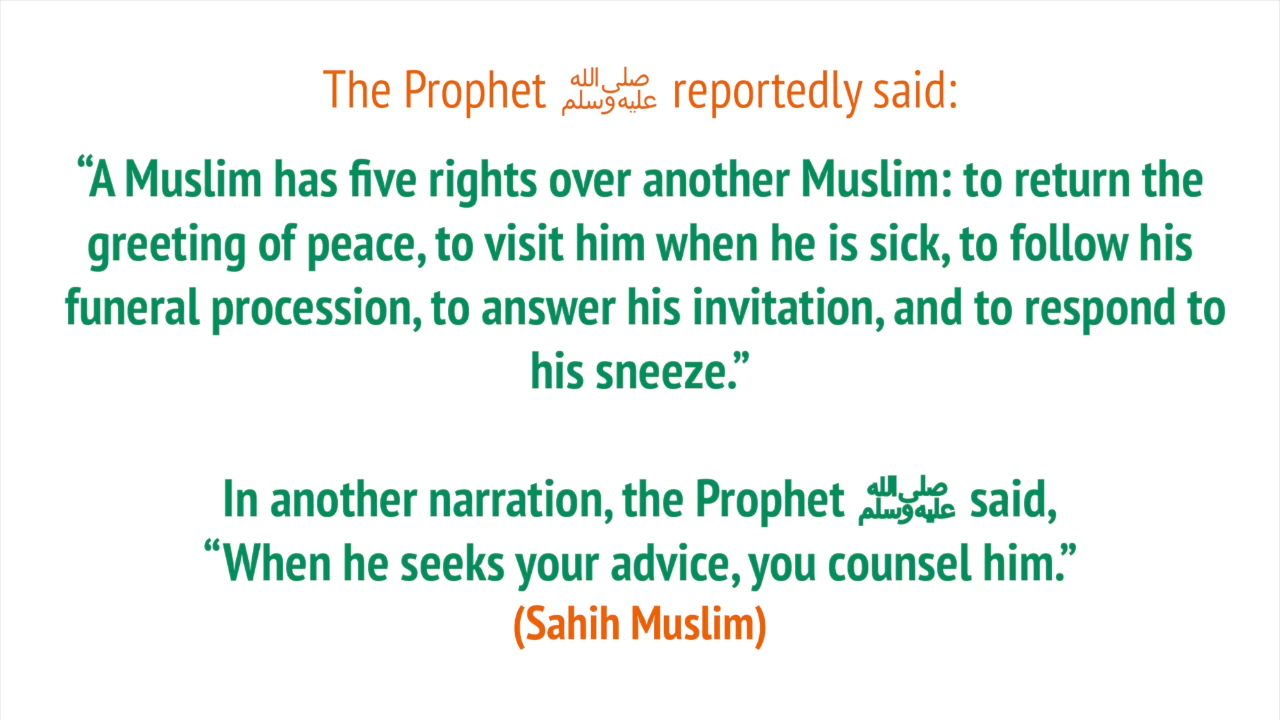 The Prophet ﷺ reportedly said:
“A Muslim has five rights over another Muslim: to return the
greeting of peace, to visit him when he is sick, to follow his
funeral procession, to answer his invitation, and to respond to
his sneeze.”
In another narration, the Prophet ﷺ said,
“When he seeks your advice, you counsel him.”
(Sahih Muslim)